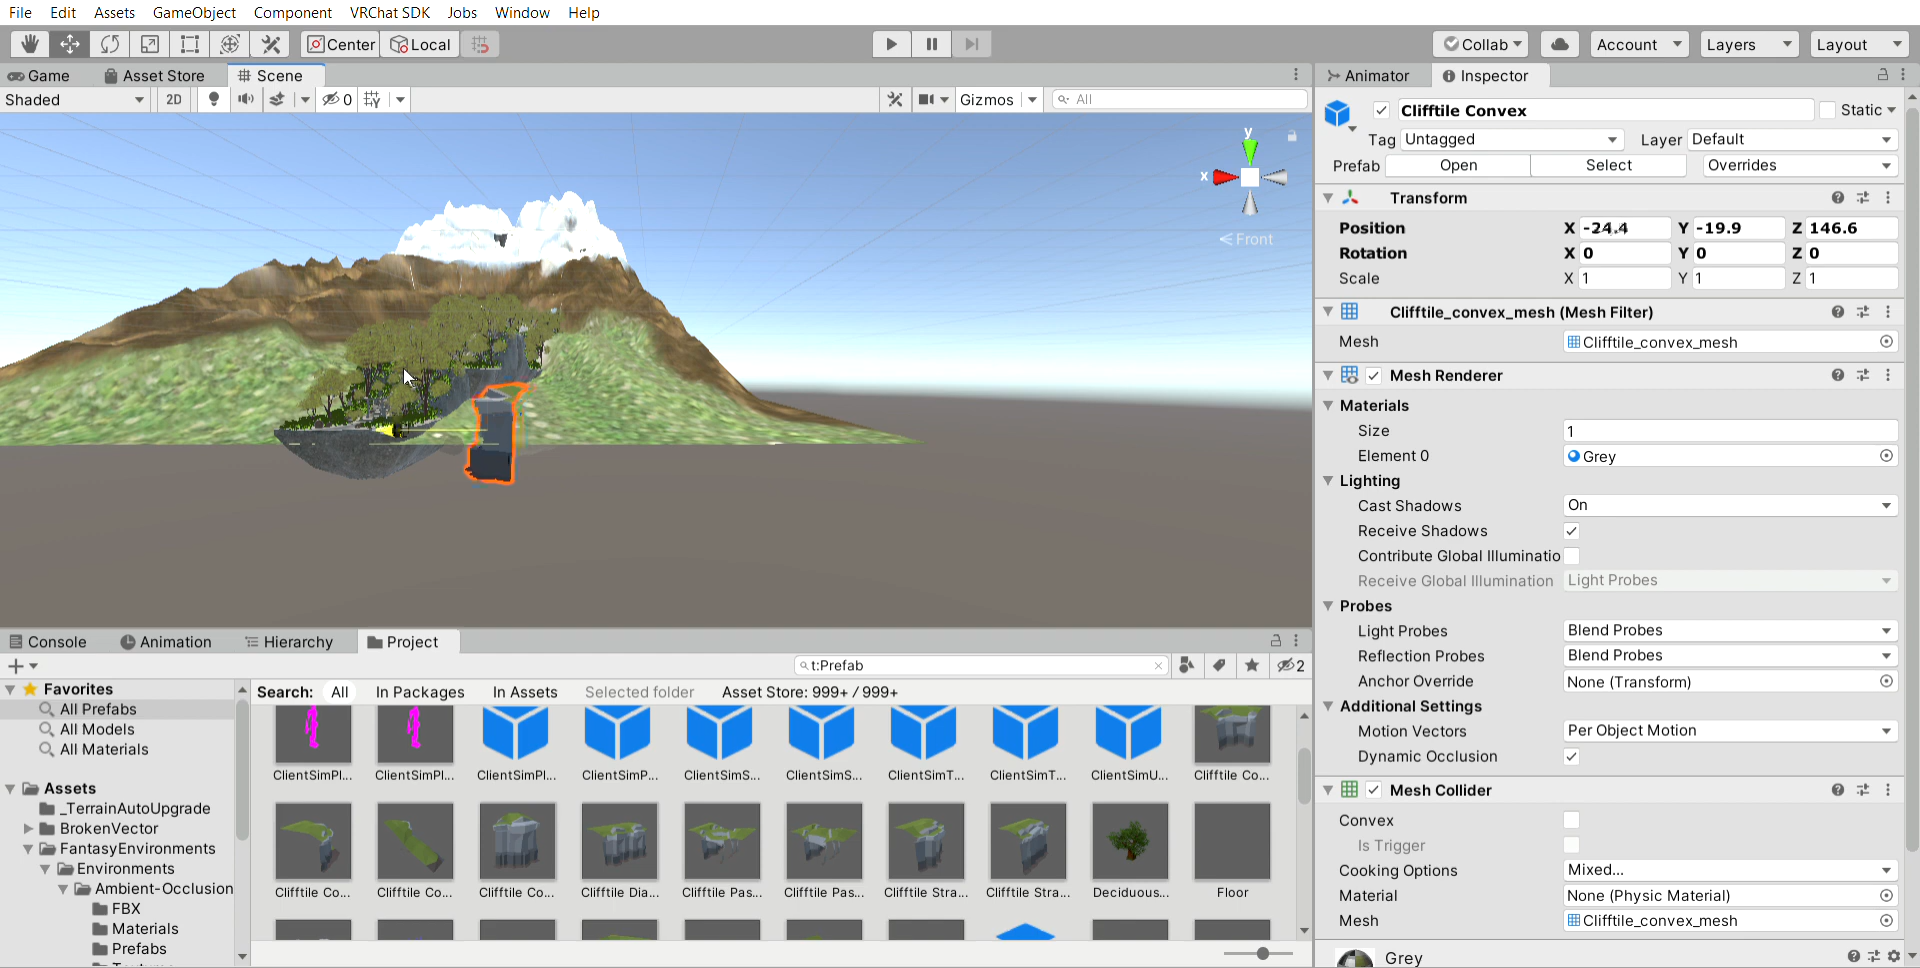 File Edit Assets GameObject Component VRChat SDK Jobs Window Help
Center Local Collab Account Layers Layout
Game Asset Store Scene
Shaded 2D 0 Gizmos All
y
x
Front
Animator Inspector
Clifftile Convex Static
Tag Untagged Layer Default
Prefab Open Select Overrides
Transform
Position X -24.4 Y -19.9 Z 146.6
Rotation X 0 Y 0 Z 0
Scale X 1 Y 1 Z 1
Clifftile_convex_mesh (Mesh Filter)
Mesh Clifftile_convex_mesh
Mesh Renderer
Materials
Size 1
Element 0 Grey
Lighting
Cast Shadows On
Receive Shadows
Contribute Global Illuminatio
Receive Global Illumination Light Probes
Probes
Light Probes Blend Probes
Reflection Probes Blend Probes
Anchor Override None (Transform)
Additional Settings
Motion Vectors Per Object Motion
Dynamic Occlusion
Mesh Collider
Convex
Is Trigger
Cooking Options Mixed...
Material None (Physic Material)
Mesh Clifftile_convex_mesh
Grey
Console Animation Hierarchy Project
t:Prefab 2
Favorites
All Prefabs
All Models
All Materials
Assets
_TerrainAutoUpgrade
BrokenVector
FantasyEnvironments
Environments
Ambient-Occlusion
FBX
Materials
Prefabs
Search: All In Packages In Assets Selected folder Asset Store: 999+ / 999+
ClientSimPl... ClientSimPl... ClientSimPl... ClientSimP... ClientSimS... ClientSimS... ClientSimT... ClientSimT... ClientSimU... Clifftile Co...
Clifftile Co... Clifftile Co... Clifftile Co... Clifftile Dia... Clifftile Pas... Clifftile Pas... Clifftile Stra... Clifftile Stra... Deciduous... Floor